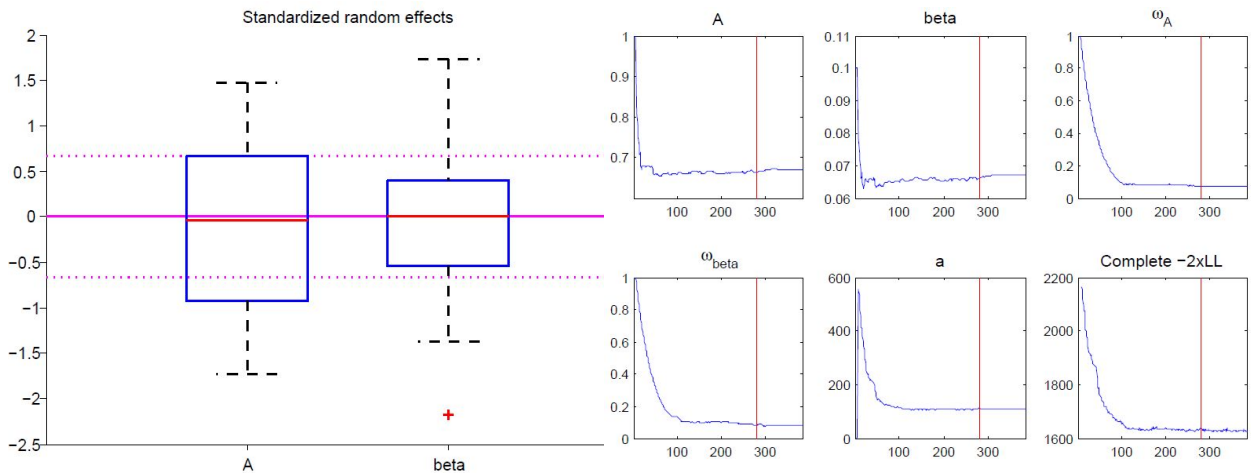 Standardized random effects
2
1.5
1
0.5
0
−0.5
−1
−1.5
−2
−2.5
A beta
A
1
0.9
0.8
0.7
100 200 300
beta
0.11
0.1
0.09
0.08
0.07
0.06
100 200 300
ω_A
1
0.8
0.6
0.4
0.2
0
100 200 300
ω_beta
1
0.8
0.6
0.4
0.2
0
100 200 300
a
600
400
200
0
100 200 300
Complete −2xLL
2200
2000
1800
1600
100 200 300